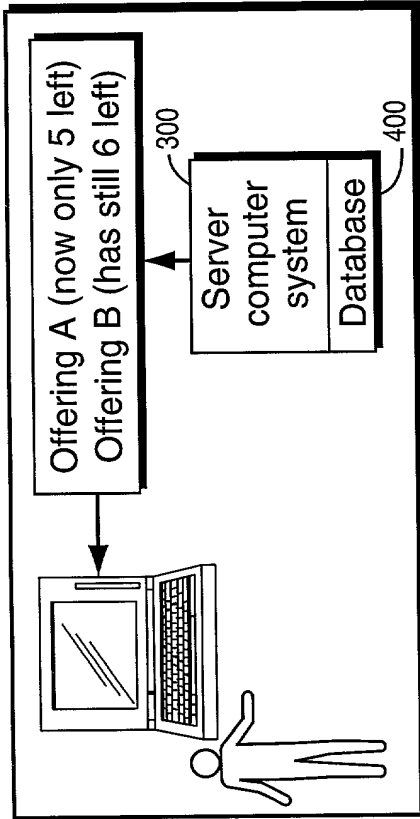 Offering A (now only 5 left)
Offering B (has still 6 left)
300
Server
computer
system
Database
400